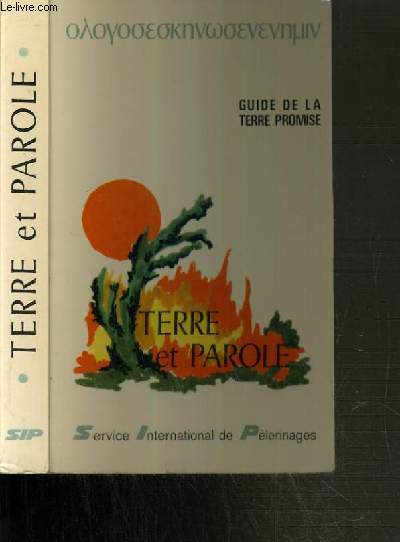 Le-livre.com
ολογοσεσκηνωσενενημιν
GUIDE DE LA
TERRE PROMISE
TERRE
et PAROLE
Service International de Pèlerinages
• TERRE et PAROLE •
SIP